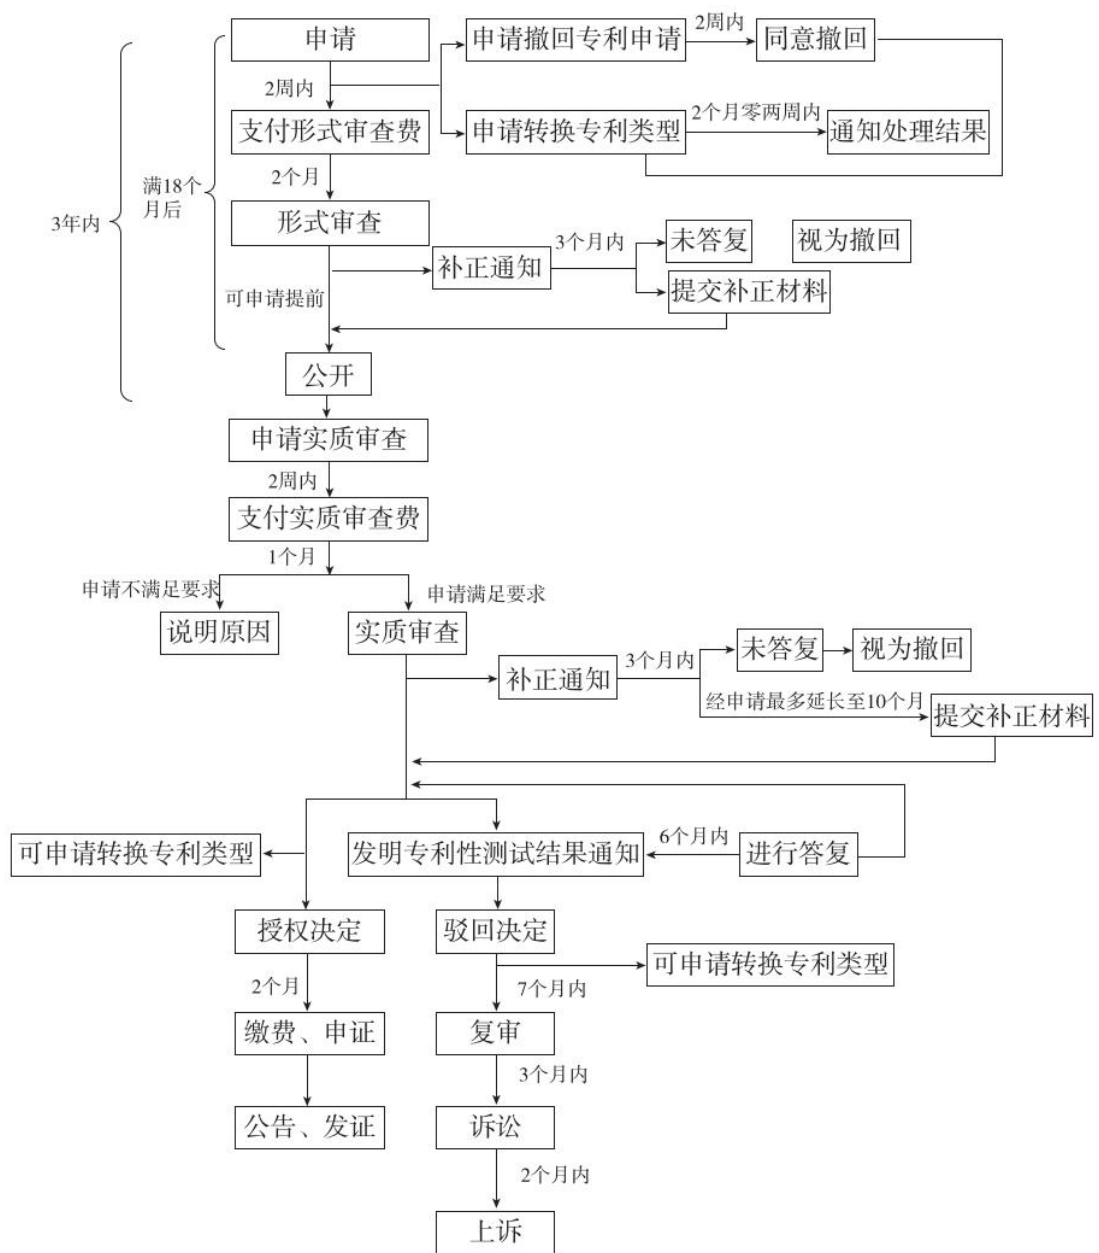 申请
申请撤回专利申请
2周内
同意撤回
2周内
支付形式审查费
申请转换专利类型
2个月零两周内
通知处理结果
2个月
满18个
月后
3年内
形式审查
补正通知
3个月内
未答复
视为撤回
提交补正材料
可申请提前
公开
申请实质审查
2周内
支付实质审查费
1个月
申请不满足要求
申请满足要求
说明原因
实质审查
补正通知
3个月内
未答复
视为撤回
经申请最多延长至10个月
提交补正材料
可申请转换专利类型
发明专利性测试结果通知
6个月内
进行答复
授权决定
驳回决定
可申请转换专利类型
2个月
7个月内
缴费、申证
复审
3个月内
公告、发证
诉讼
2个月内
上诉